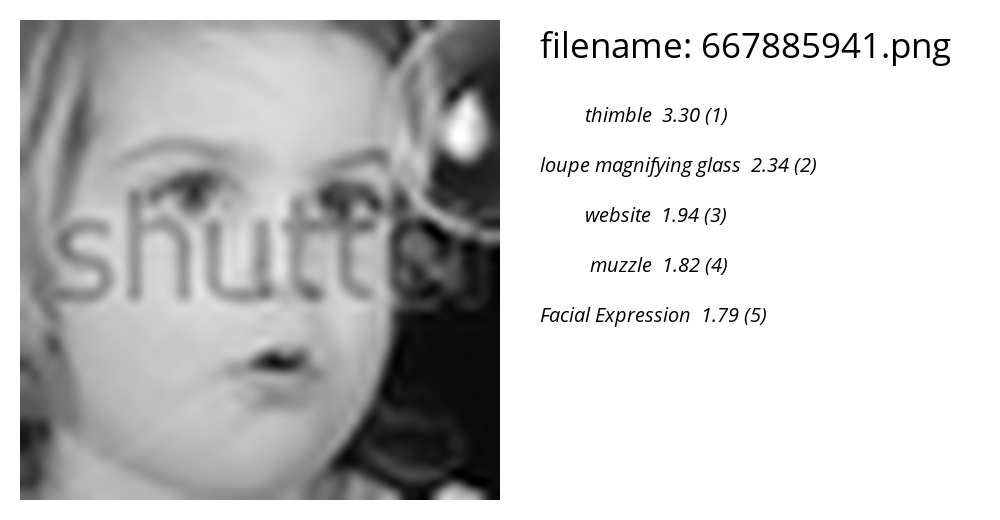 filename: 667885941.png
thimble 3.30 (1)
loupe magnifying glass 2.34 (2)
website 1.94 (3)
muzzle 1.82 (4)
Facial Expression 1.79 (5)
shutter